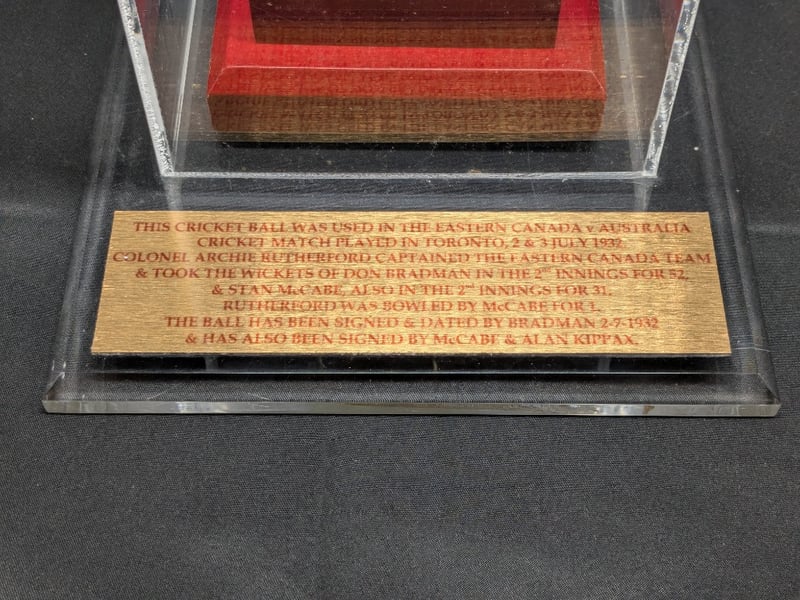 THIS CRICKET BALL WAS USED IN THE EASTERN CANADA v AUSTRALIA
CRICKET MATCH PLAYED IN TORONTO, 2 & 3 JULY 1932.
COLONEL ARCHIE RUTHERFORD CAPTAINED THE EASTERN CANADA TEAM
& TOOK THE WICKETS OF DON BRADMAN IN THE 2nd INNINGS FOR 52,
& STAN McCABE, ALSO IN THE 2nd INNINGS FOR 31.
RUTHERFORD WAS BOWLED BY McCABE FOR 1.
THE BALL HAS BEEN SIGNED & DATED BY BRADMAN 2-7-1932
& HAS ALSO BEEN SIGNED BY McCABE & ALAN KIPPAX.